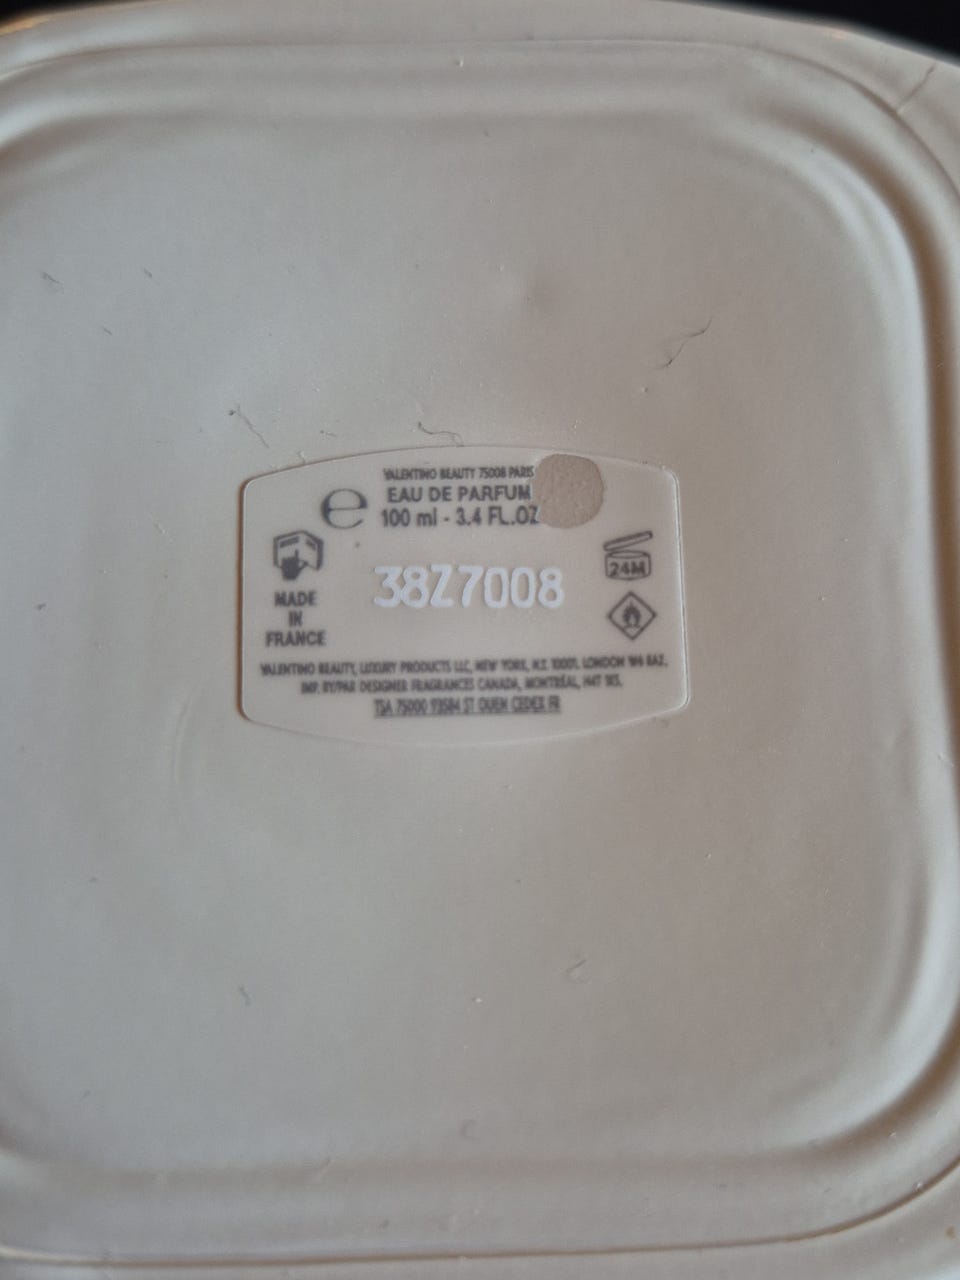 VALENTINO BEAUTY 75008 PARIS
e
EAU DE PARFUM
100 ml - 3.4 FL.OZ
38Z7008
24M
MADE
IN
FRANCE
VALENTINO BEAUTY, LUXURY PRODUCTS LLC, NEW YORK, N.Y. 10001. LONDON W6 8AZ.
IMP. BY/PAR DESIGNER FRAGRANCES CANADA, MONTRÉAL, H4T 1K5.
TSA 75000 93584 ST OUEN CEDEX FR